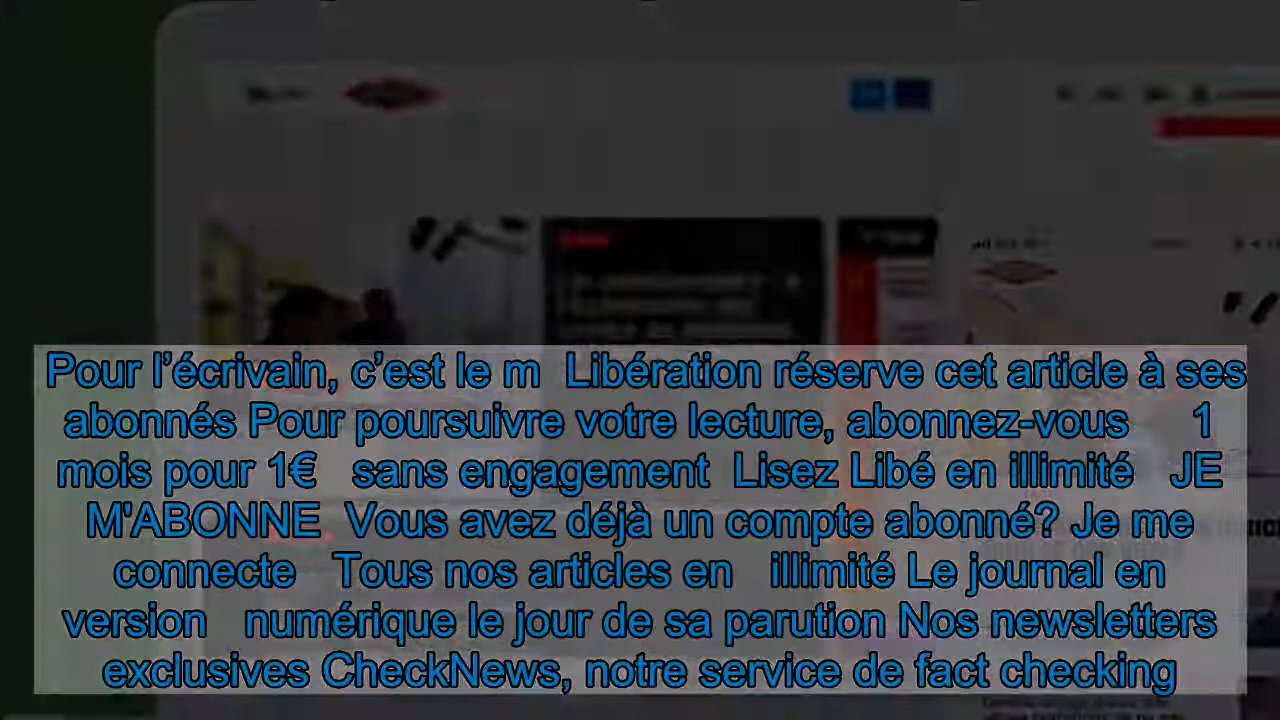 Pour l’écrivain, c’est le m Libération réserve cet article à ses
abonnés Pour poursuivre votre lecture, abonnez-vous 1
mois pour 1€ sans engagement Lisez Libé en illimité JE
M'ABONNE Vous avez déjà un compte abonné? Je me
connecte Tous nos articles en illimité Le journal en
version numérique le jour de sa parution Nos newsletters
exclusives CheckNews, notre service de fact checking